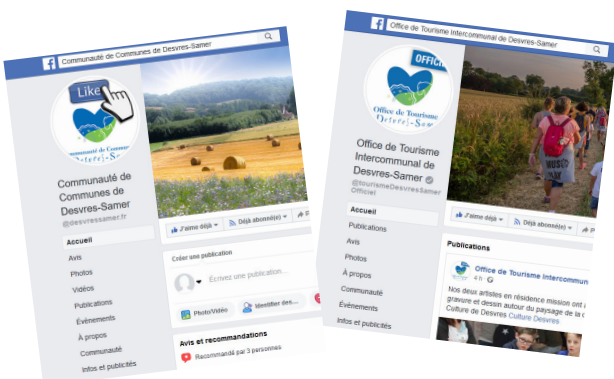 Communauté de Communes de Desvres-Samer
Like
Communauté de
Communes de
Desvres-Samer
@desvressamer.fr
Accueil
Avis
Photos
Vidéos
Publications
Évènements
À propos
Communauté
Infos et publicités
J'aime déjà
Déjà abonné(e)
Créer une publication
Écrivez une publication...
Photo/Vidéo
Identifier des...
Avis et recommandations
Recommandé par 3 personnes
Office de Tourisme Intercommunal de Desvres-Samer
OFFICI
Office de Tourisme
Office de Tourisme
Intercommunal de
Desvres-Samer
@tourismeDesvresSamer
Officiel
Accueil
Publications
Avis
Photos
À propos
Communauté
Évènements
Infos et publicités
J'aime déjà
Déjà abonné(e)
Publications
Office de Tourisme Intercommun
4 h
Nos deux artistes en résidence mission ont
gravure et dessin autour du paysage de la
Culture de Desvres Culture Desvres